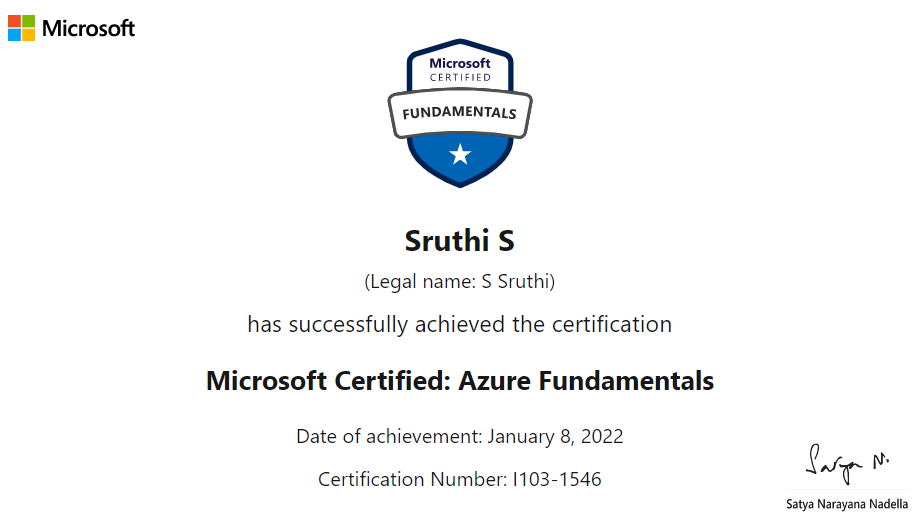 Microsoft
Microsoft
CERTIFIED
FUNDAMENTALS
Sruthi S
(Legal name: S Sruthi)
has successfully achieved the certification
Microsoft Certified: Azure Fundamentals
Date of achievement: January 8, 2022
Certification Number: I103-1546
Satya N.
Satya Narayana Nadella